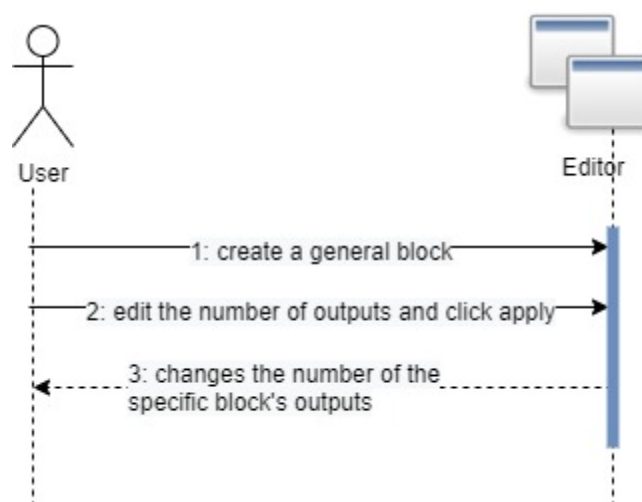 User
Editor
1: create a general block
2: edit the number of outputs and click apply
3: changes the number of the
specific block's outputs